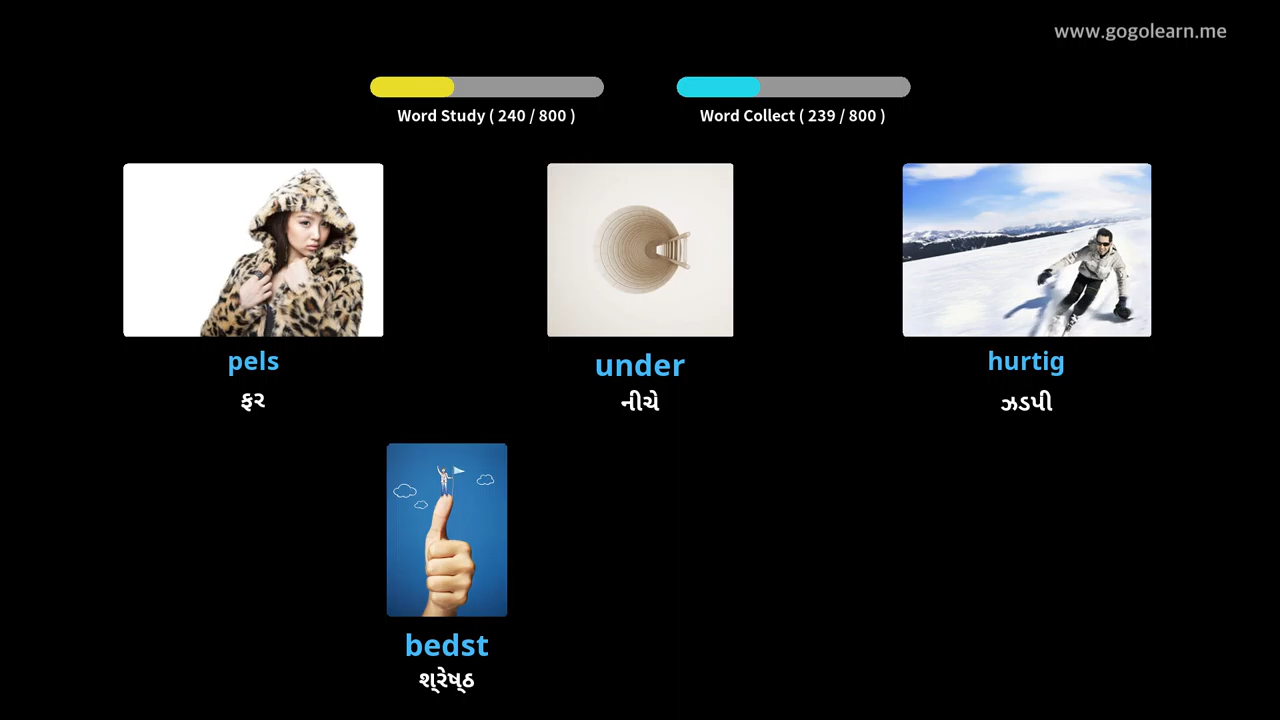 www.gogolearn.me
Word Study ( 240 / 800 )
Word Collect ( 239 / 800 )
pels
ફર
under
નીચે
hurtig
ઝડપી
bedst
શ્રેષ્ઠ